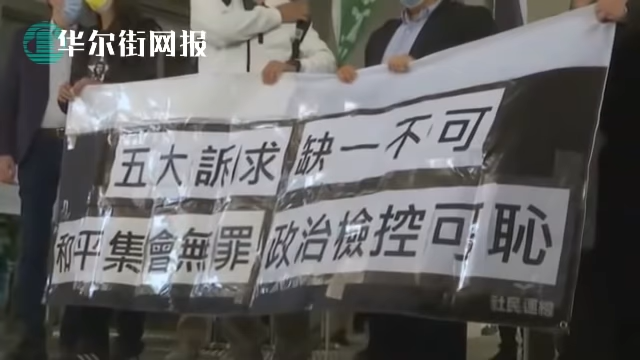 华尔街网报
五大訴求 缺一不可
和平集會無罪 政治檢控可恥
社民連